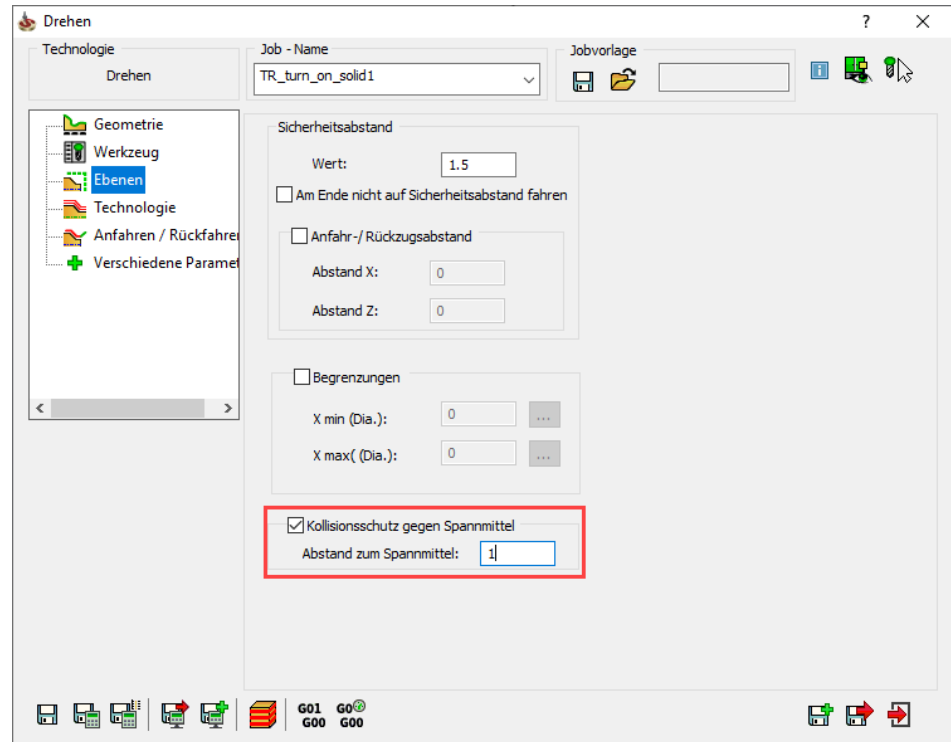 Drehen
?
Technologie
Drehen
Job - Name
TR_turn_on_solid1
Jobvorlage
Geometrie
Werkzeug
Ebenen
Technologie
Anfahren / Rückfahre
Verschiedene Paramet
Sicherheitsabstand
Wert: 1.5
Am Ende nicht auf Sicherheitsabstand fahren
Anfahr-/ Rückzugsabstand
Abstand X: 0
Abstand Z: 0
Begrenzungen
X min (Dia.): 0 ...
X max( (Dia.): 0 ...
Kollisionsschutz gegen Spannmittel
Abstand zum Spannmittel: 1
G01 G0
G00 G00